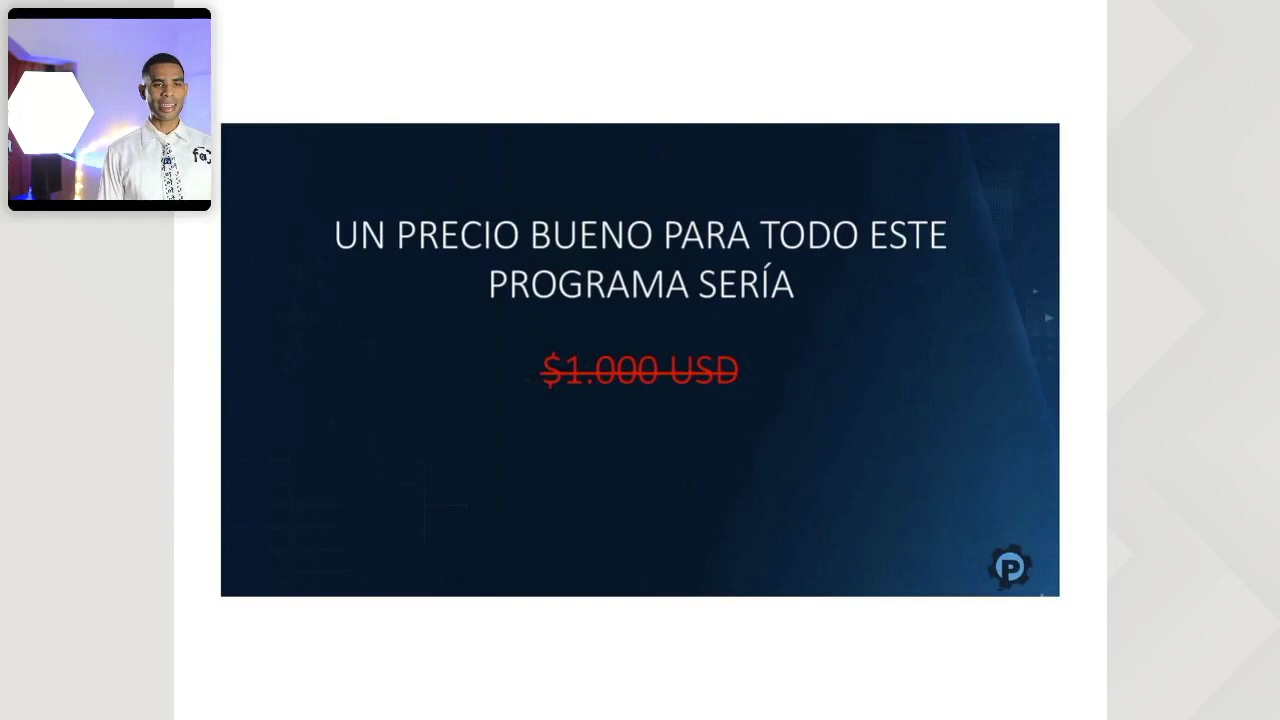 UN PRECIO BUENO PARA TODO ESTE
PROGRAMA SERÍA
$1.000 USD
P